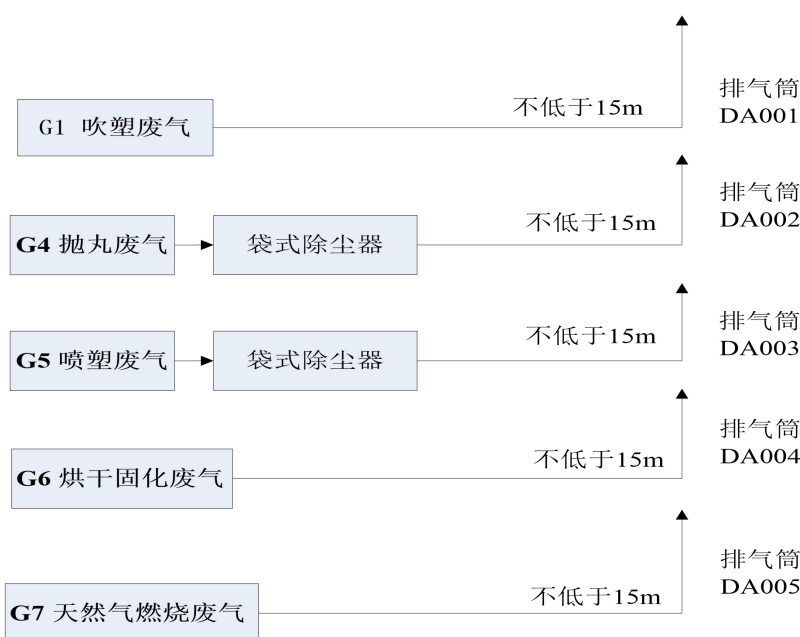 不低于15m
排气筒
DA001
G1 吹塑废气
排气筒
DA002
不低于15m
G4 抛丸废气
袋式除尘器
排气筒
DA003
不低于15m
G5 喷塑废气
袋式除尘器
排气筒
DA004
不低于15m
G6 烘干固化废气
排气筒
DA005
不低于15m
G7 天然气燃烧废气